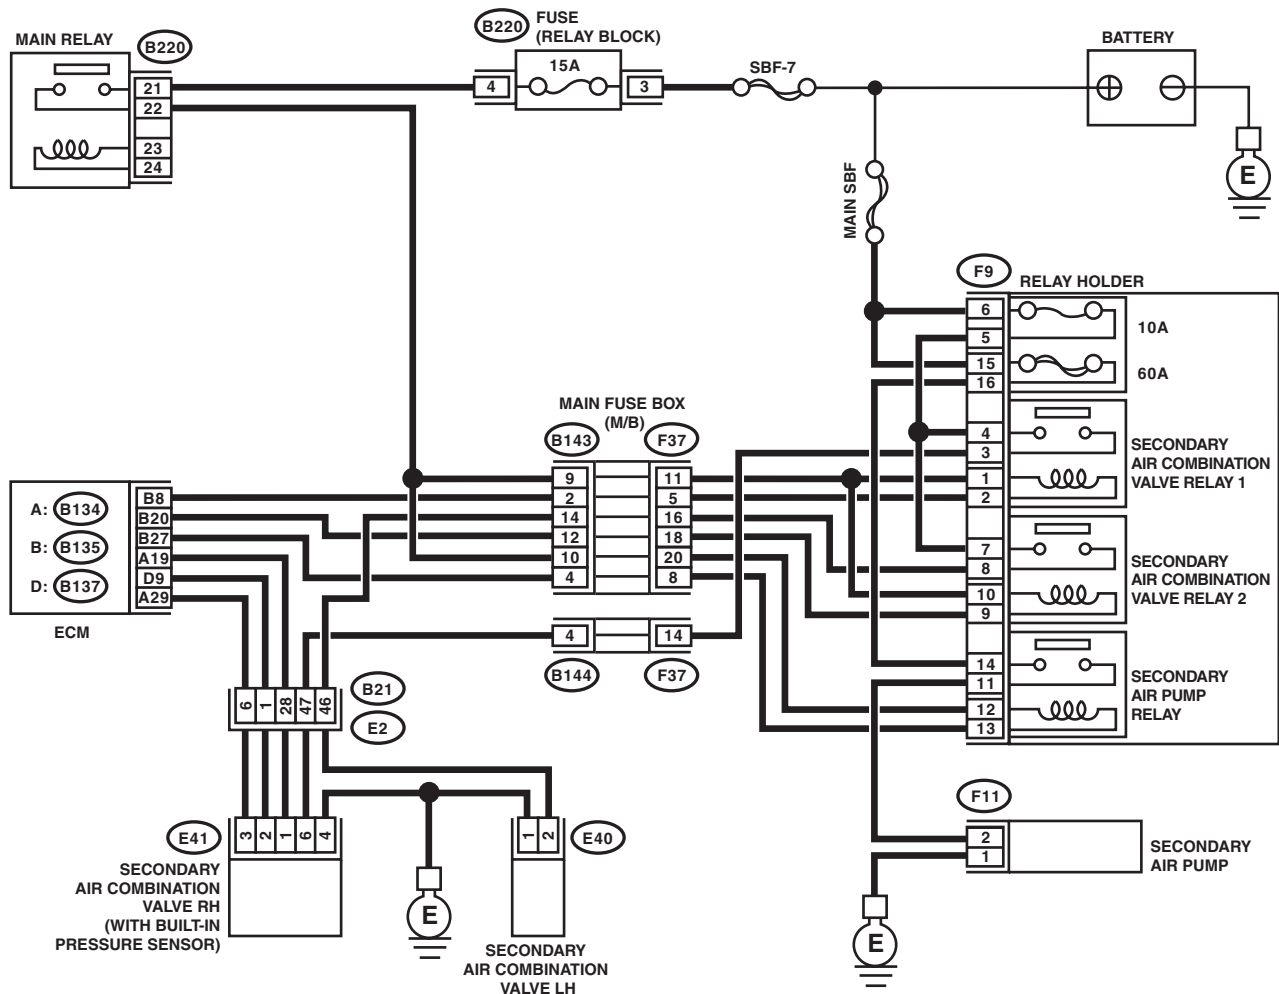 MAIN RELAY
B220
21
22
23
24
B220
FUSE
(RELAY BLOCK)
15A
4
3
SBF-7
BATTERY
E
MAIN SBF
F9
RELAY HOLDER
6
5
15
16
4
3
1
2
7
8
10
9
14
11
12
13
10A
60A
SECONDARY
AIR COMBINATION
VALVE RELAY 1
SECONDARY
AIR COMBINATION
VALVE RELAY 2
SECONDARY
AIR PUMP
RELAY
MAIN FUSE BOX
(M/B)
B143
F37
9
11
2
5
14
16
12
18
10
20
4
8
4
14
B144
F37
A: B134
B: B135
D: B137
B8
B20
B27
A19
D9
A29
ECM
6
1
28
47
46
B21
E2
E41
3
2
1
6
4
SECONDARY
AIR COMBINATION
VALVE RH
(WITH BUILT-IN
PRESSURE SENSOR)
E
1
2
E40
SECONDARY
AIR COMBINATION
VALVE LH
F11
2
1
SECONDARY
AIR PUMP
E